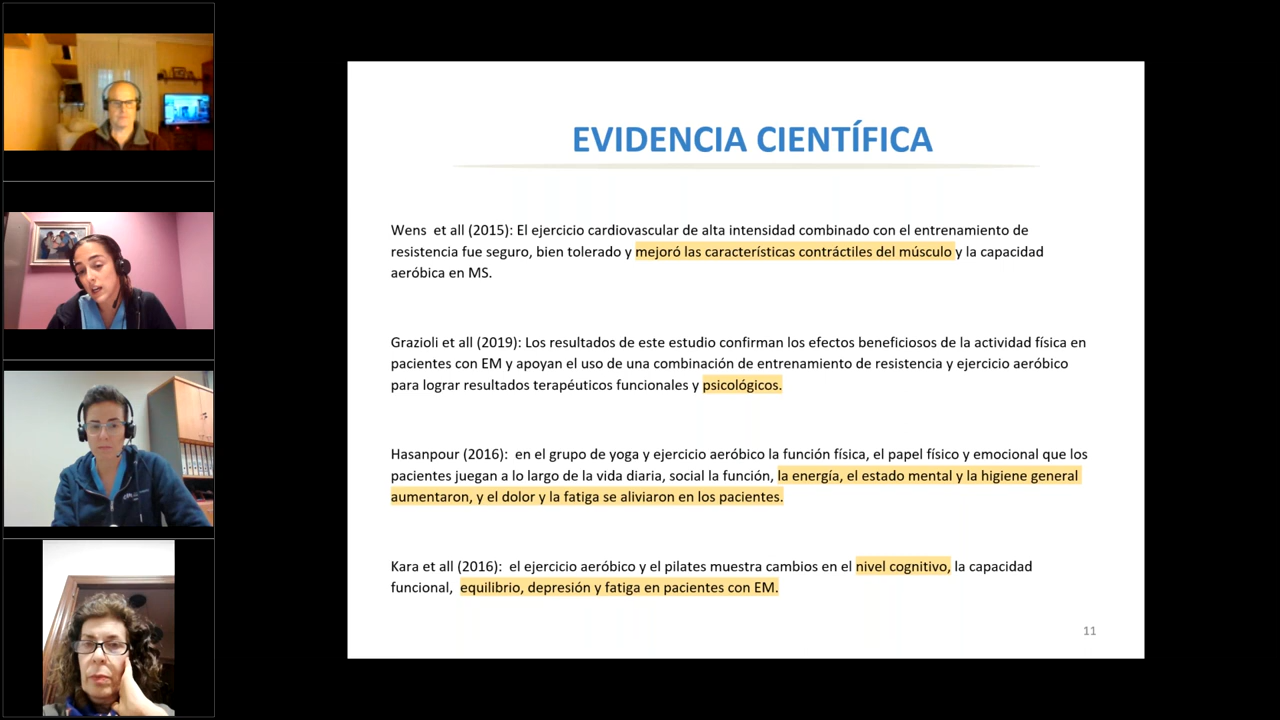 EVIDENCIA CIENTÍFICA
Wens et all (2015): El ejercicio cardiovascular de alta intensidad combinado con el entrenamiento de
resistencia fue seguro, bien tolerado y mejoró las características contráctiles del músculo y la capacidad
aeróbica en MS.
Grazioli et all (2019): Los resultados de este estudio confirman los efectos beneficiosos de la actividad física en
pacientes con EM y apoyan el uso de una combinación de entrenamiento de resistencia y ejercicio aeróbico
para lograr resultados terapéuticos funcionales y psicológicos.
Hasanpour (2016): en el grupo de yoga y ejercicio aeróbico la función física, el papel físico y emocional que los
pacientes juegan a lo largo de la vida diaria, social la función, la energía, el estado mental y la higiene general
aumentaron, y el dolor y la fatiga se aliviaron en los pacientes.
Kara et all (2016): el ejercicio aeróbico y el pilates muestra cambios en el nivel cognitivo, la capacidad
funcional, equilibrio, depresión y fatiga en pacientes con EM.
11